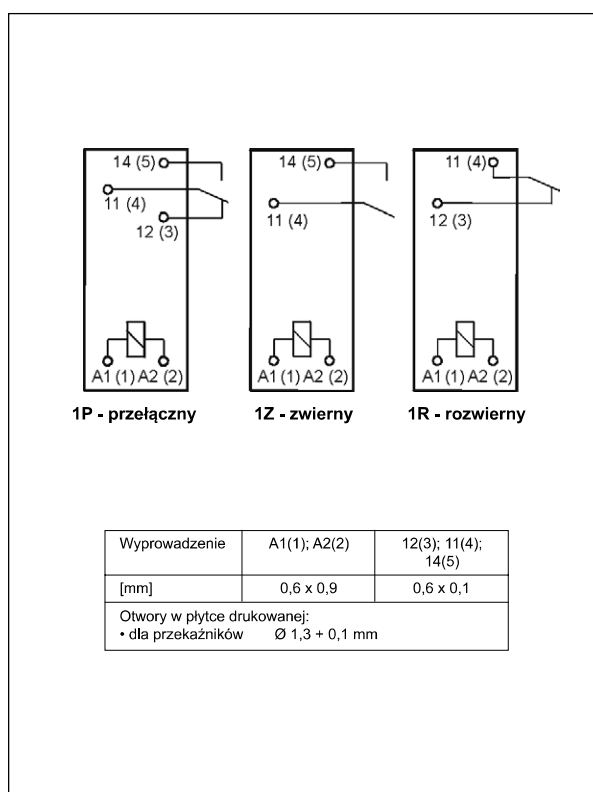 14 (5)
11 (4)
12 (3)
A1 (1) A2 (2)
1P - przełączny
14 (5)
11 (4)
A1 (1) A2 (2)
1Z - zwierny
11 (4)
12 (3)
A1 (1) A2 (2)
1R - rozwierny
Wyprowadzenie A1(1); A2(2) 12(3); 11(4);
14(5)
[mm] 0,6 x 0,9 0,6 x 0,1
Otwory w płytce drukowanej:
• dla przekaźników Ø 1,3 + 0,1 mm